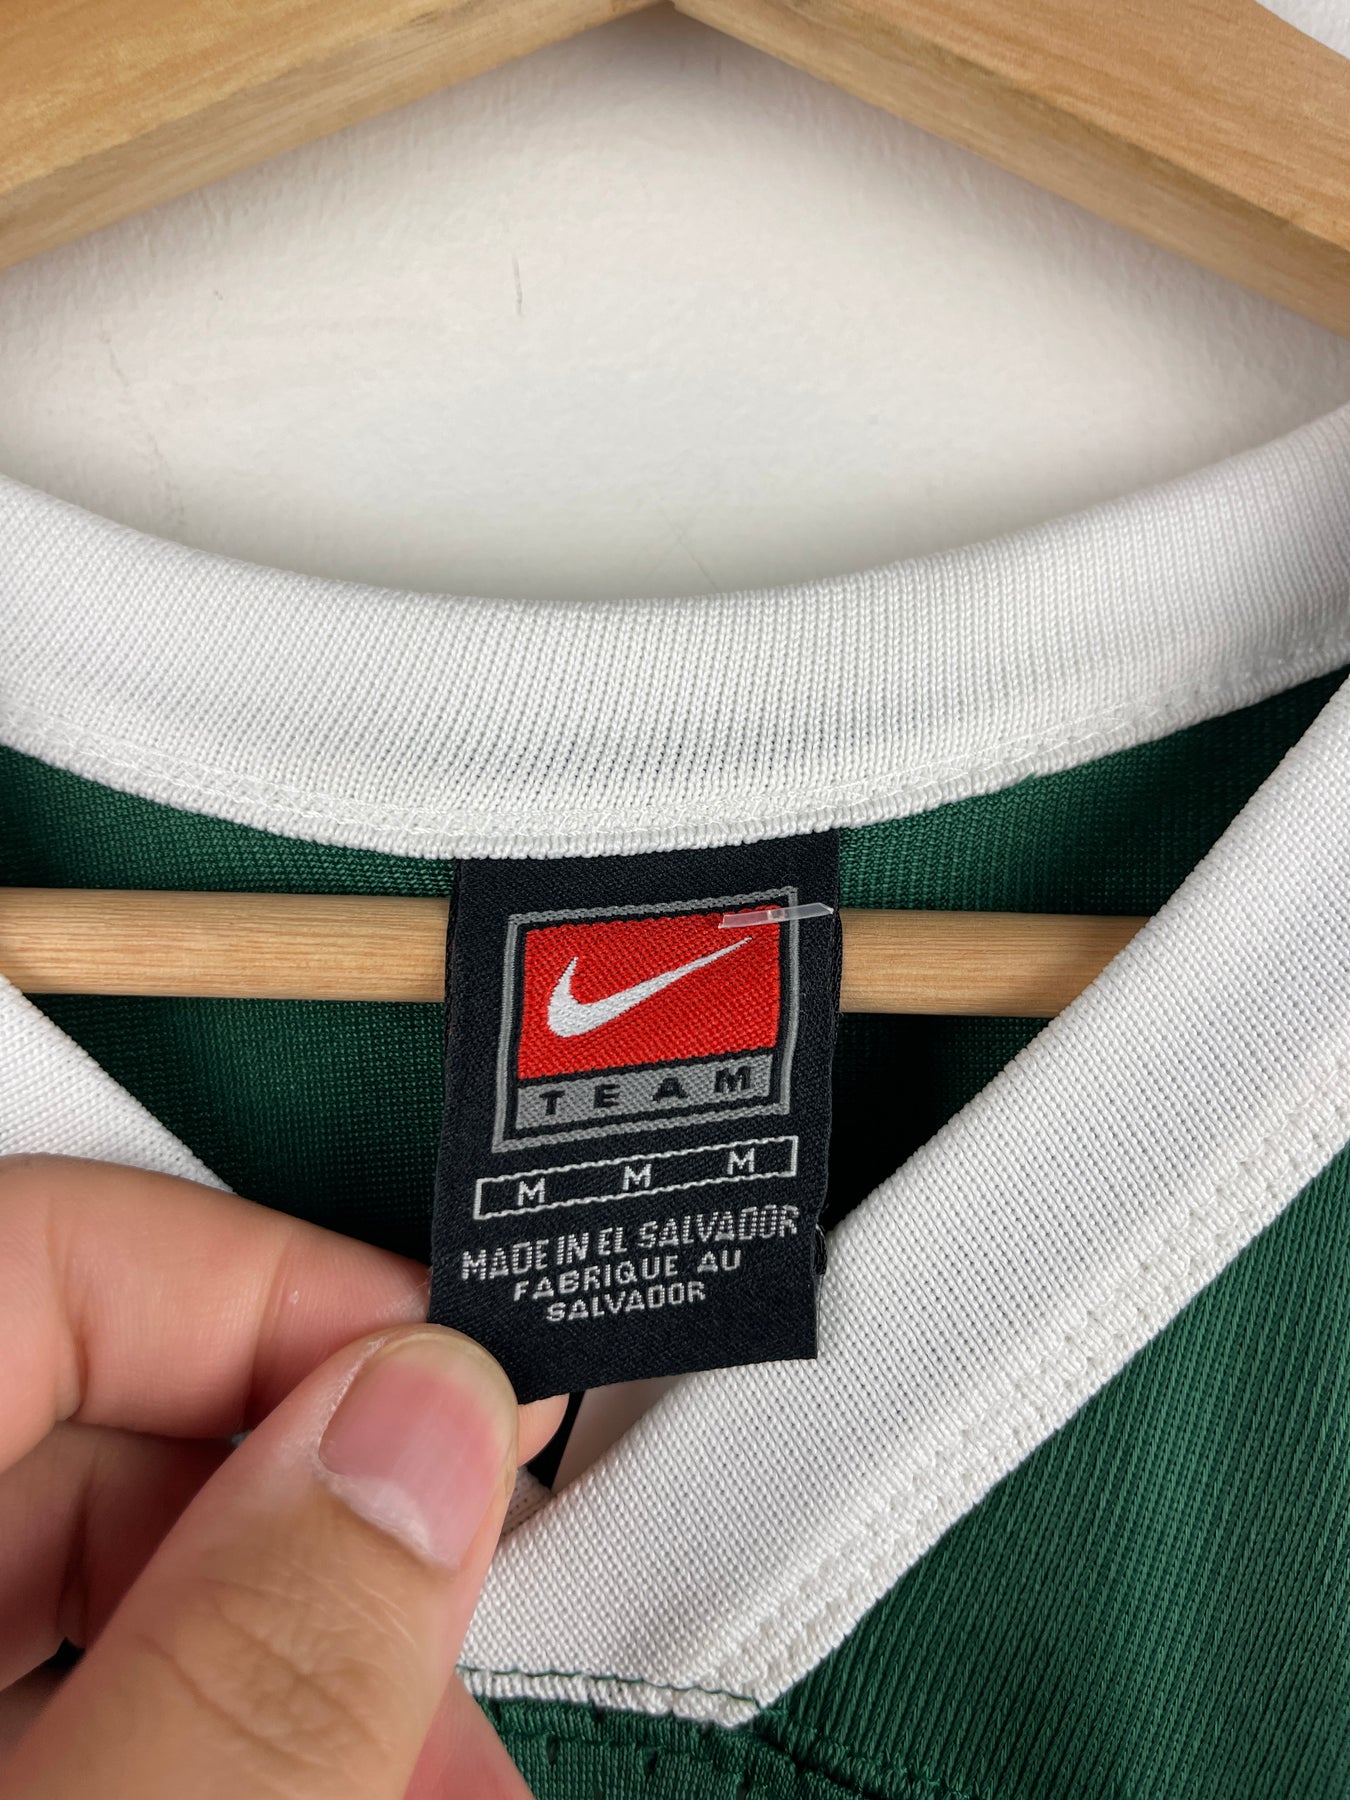 TEAM
M M M
MADE IN EL SALVADOR
FABRIQUE AU
SALVADOR